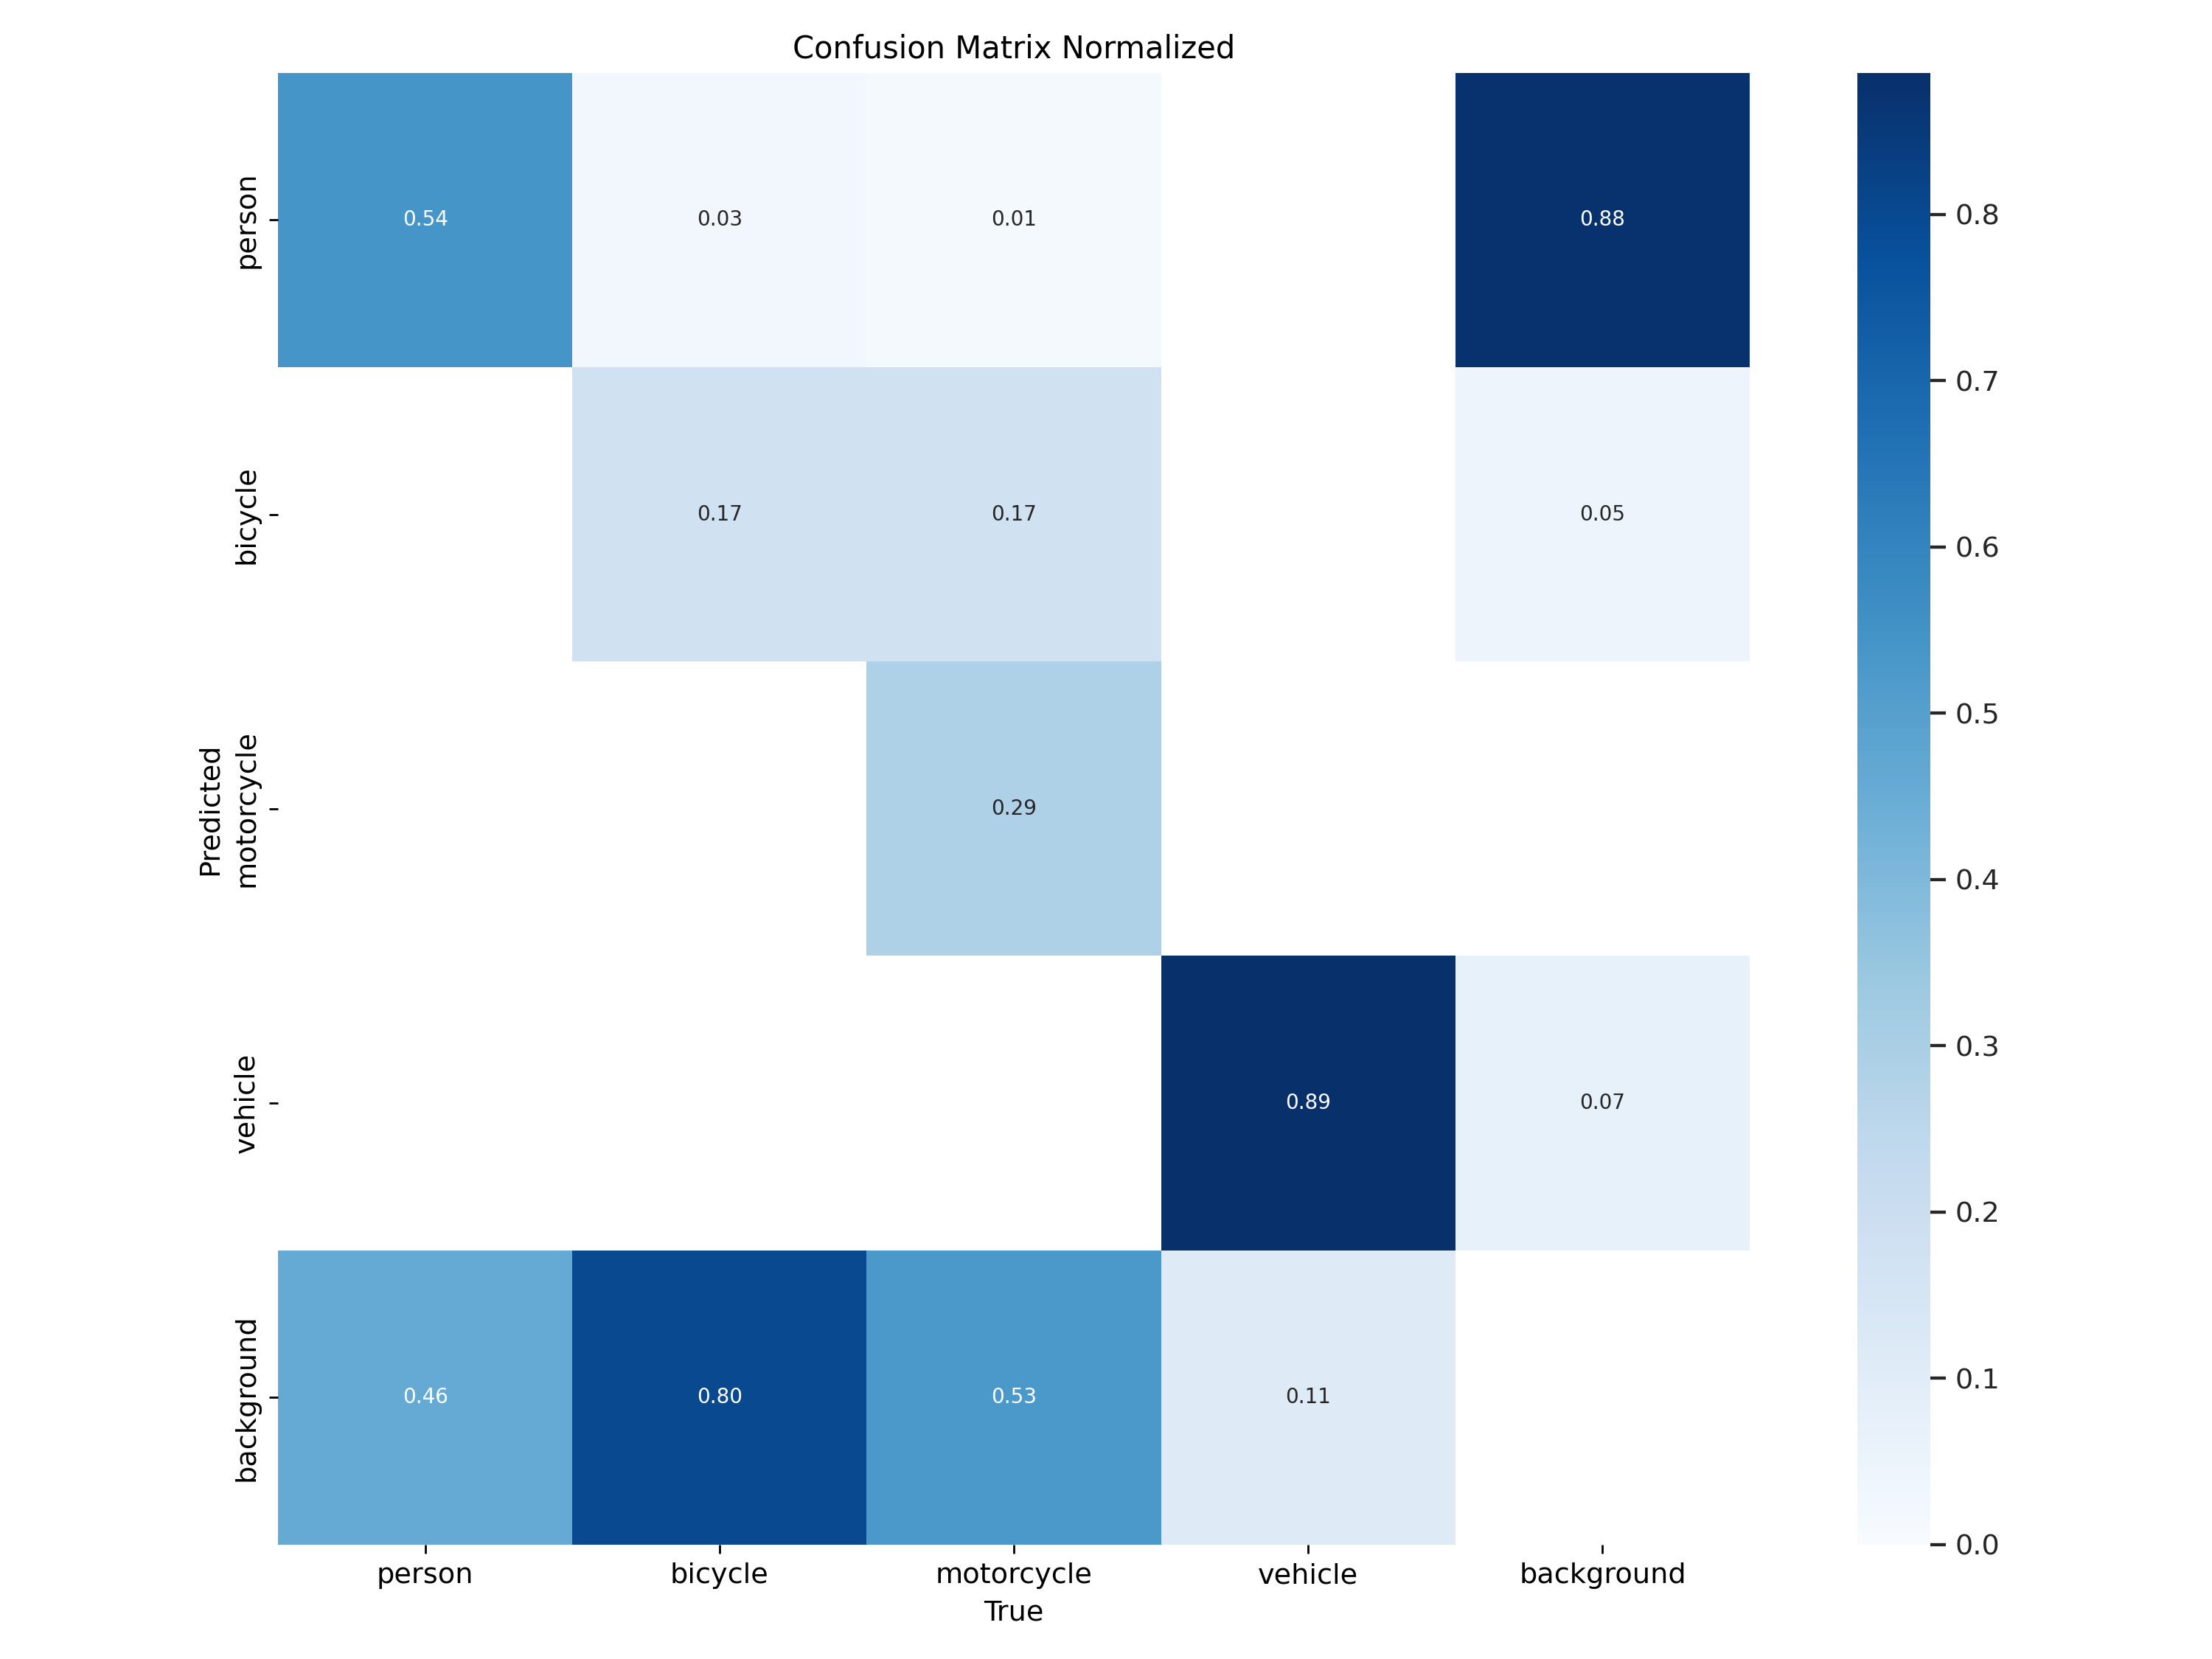 Confusion Matrix Normalized
person
0.54
0.03
0.01
0.88
0.8
0.7
bicycle
0.17
0.17
0.05
0.6
0.5
Predicted
motorcycle
0.29
0.4
0.3
vehicle
0.89
0.07
0.2
background
0.46
0.80
0.53
0.11
0.1
0.0
person
bicycle
motorcycle
vehicle
background
True